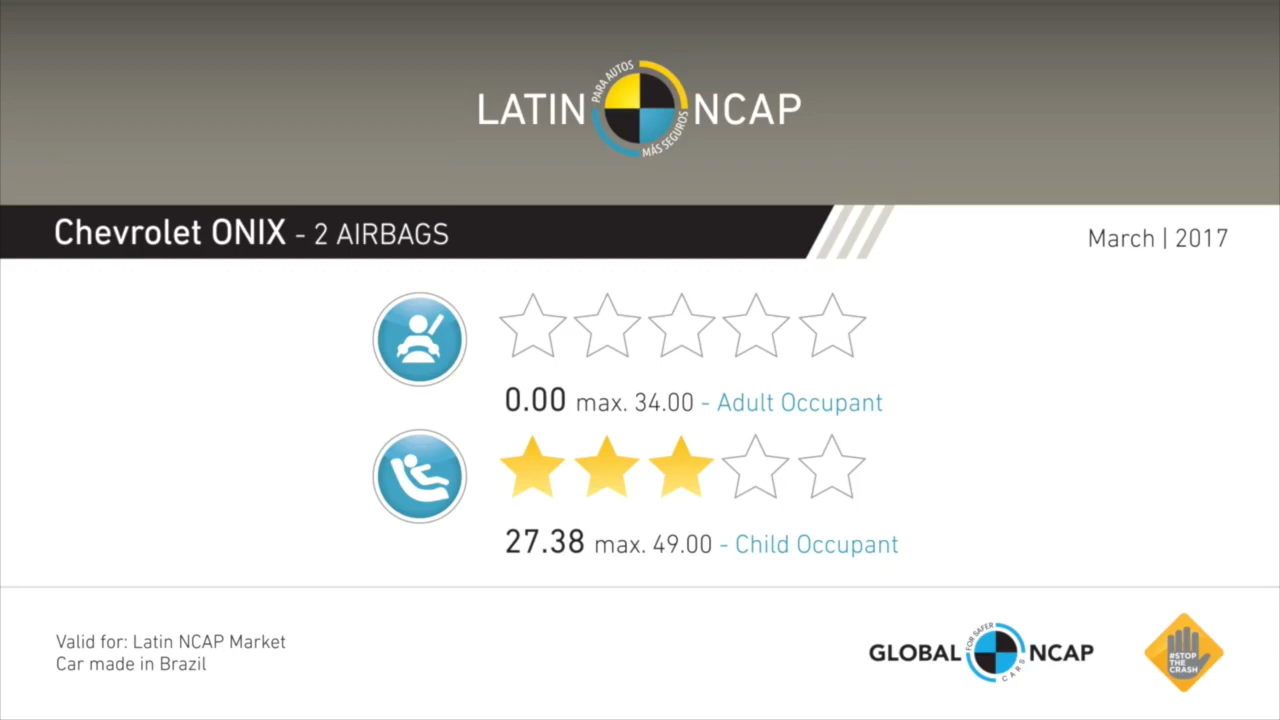 LATIN NCAP
PARA AUTOS
MÁS SEGUROS
Chevrolet ONIX - 2 AIRBAGS
March | 2017
0.00 max. 34.00 - Adult Occupant
27.38 max. 49.00 - Child Occupant
Valid for: Latin NCAP Market
Car made in Brazil
GLOBAL NCAP
FOR SAFER
CARS
#STOP
THE
CRASH